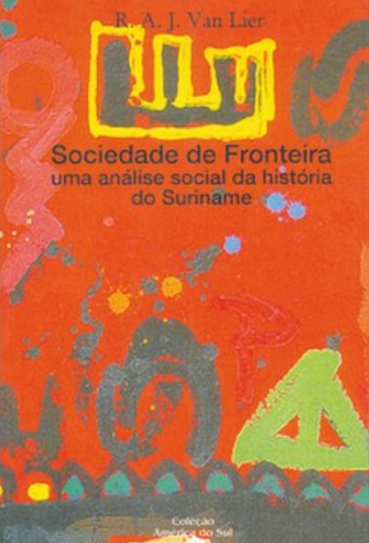 R. A. J. Van Lier
Sociedade de Fronteira
uma análise social da história
do Suriname
Coleção
América do Sul